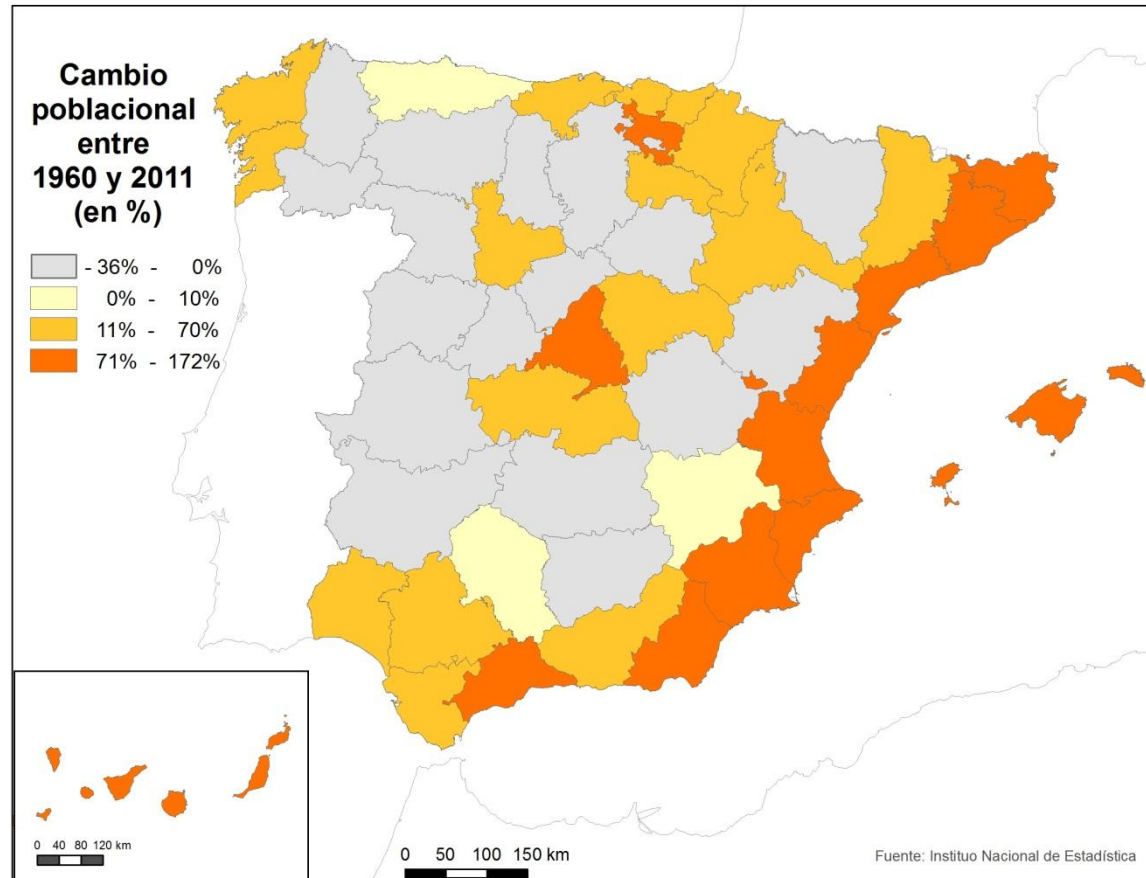 Cambio
poblacional
entre
1960 y 2011
(en %)
- 36% - 0%
0% - 10%
11% - 70%
71% - 172%
0 40 80 120 km
0 50 100 150 km
Fuente: Instituo Nacional de Estadística